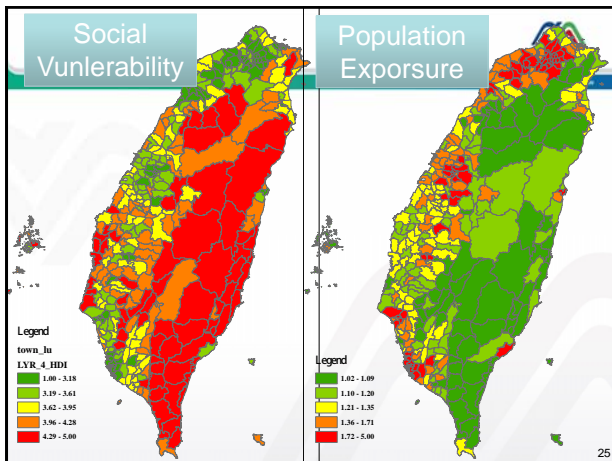 Social
Vunlerability
Population
Exporsure
Legend
town_lu
LYR_4_HDI
1.00 - 3.18
3.19 - 3.61
3.62 - 3.95
3.96 - 4.28
4.29 - 5.00
Legend
1.02 - 1.09
1.10 - 1.20
1.21 - 1.35
1.36 - 1.71
1.72 - 5.00
25